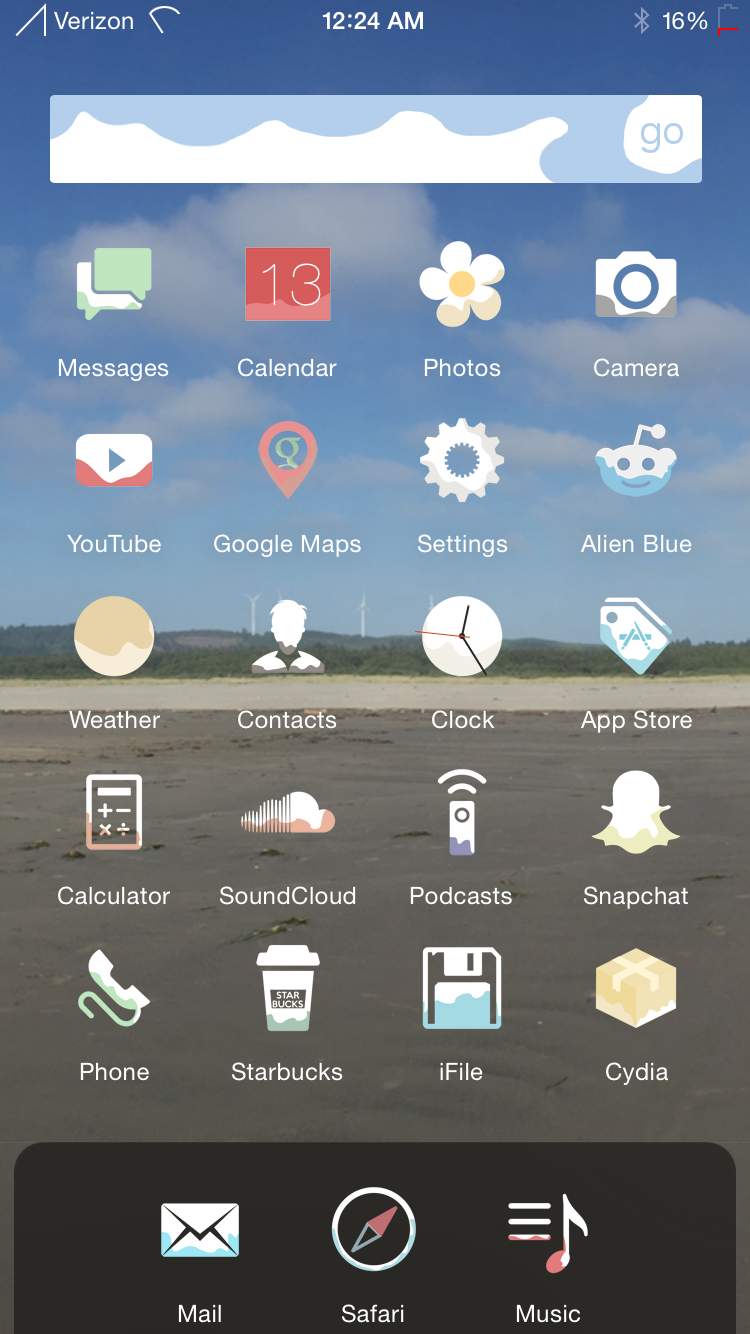 Verizon 12:24 AM 16%
go
13
Messages Calendar Photos Camera
g
YouTube Google Maps Settings Alien Blue
Weather Contacts Clock App Store
Calculator SoundCloud Podcasts Snapchat
STAR
BUCKS
Phone Starbucks iFile Cydia
Mail Safari Music